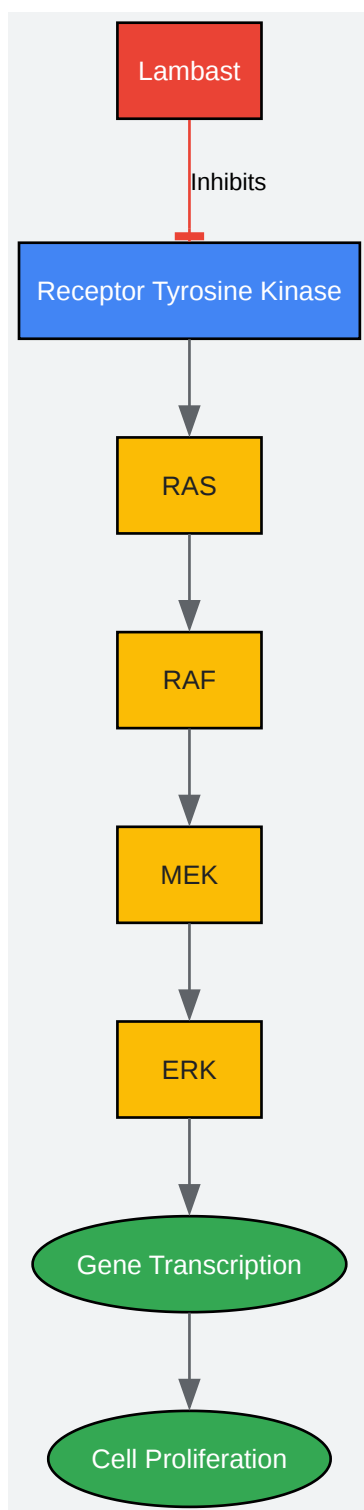 Lambast
Inhibits
Receptor Tyrosine Kinase
RAS
RAF
MEK
ERK
Gene Transcription
Cell Proliferation